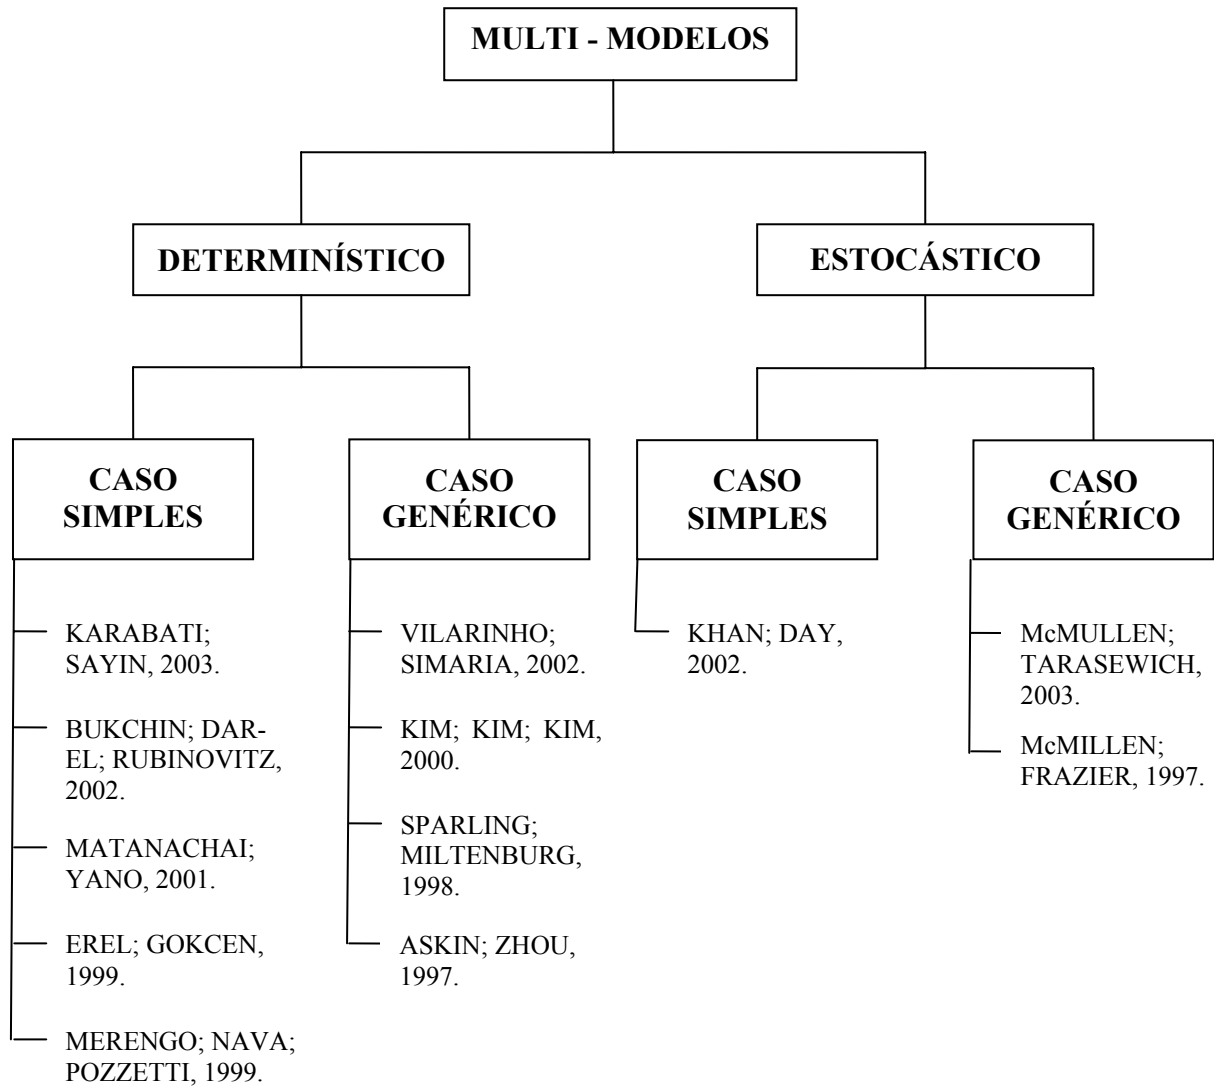 MULTI - MODELOS
DETERMINÍSTICO
ESTOCÁSTICO
CASO
SIMPLES
CASO
GENÉRICO
CASO
SIMPLES
CASO
GENÉRICO
KARABATI;
SAYIN, 2003.
BUKCHIN; DAR-
EL; RUBINOVITZ,
2002.
MATANACHAI;
YANO, 2001.
EREL; GOKCEN,
1999.
MERENGO; NAVA;
POZZETTI, 1999.
VILARINHO;
SIMARIA, 2002.
KIM; KIM; KIM,
2000.
SPARLING;
MILTENBURG,
1998.
ASKIN; ZHOU,
1997.
KHAN; DAY,
2002.
McMULLEN;
TARASEWICH,
2003.
McMILLEN;
FRAZIER, 1997.